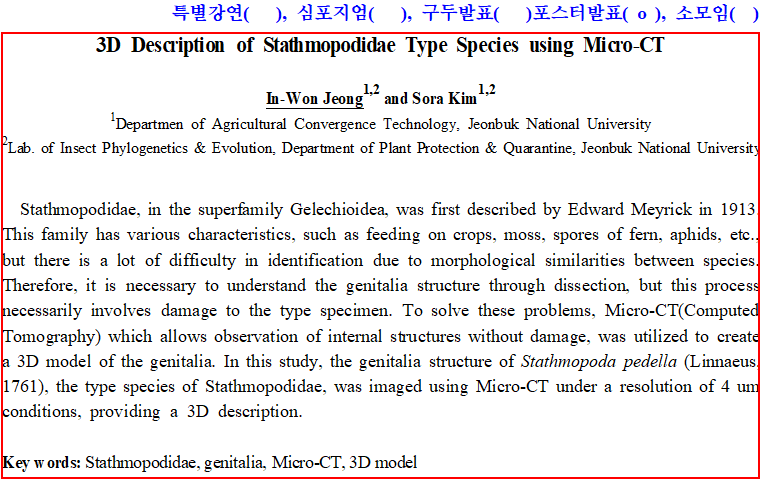 특별강연(    ), 심포지엄(    ), 구두발표(    )포스터발표( o ), 소모임(   )
3D Description of Stathmopodidae Type Species using Micro-CT
In-Won Jeong1,2 and Sora Kim1,2
1Departmen of Agricultural Convergence Technology, Jeonbuk National University
2Lab. of Insect Phylogenetics & Evolution, Department of Plant Protection & Quarantine, Jeonbuk National University
Stathmopodidae, in the superfamily Gelechioidea, was first described by Edward Meyrick in 1913.
This family has various characteristics, such as feeding on crops, moss, spores of fern, aphids, etc.,
but there is a lot of difficulty in identification due to morphological similarities between species.
Therefore, it is necessary to understand the genitalia structure through dissection, but this process
necessarily involves damage to the type specimen. To solve these problems, Micro-CT(Computed
Tomography) which allows observation of internal structures without damage, was utilized to create
a 3D model of the genitalia. In this study, the genitalia structure of Stathmopoda pedella (Linnaeus,
1761), the type species of Stathmopodidae, was imaged using Micro-CT under a resolution of 4 um
conditions, providing a 3D description.
Key words: Stathmopodidae, genitalia, Micro-CT, 3D model